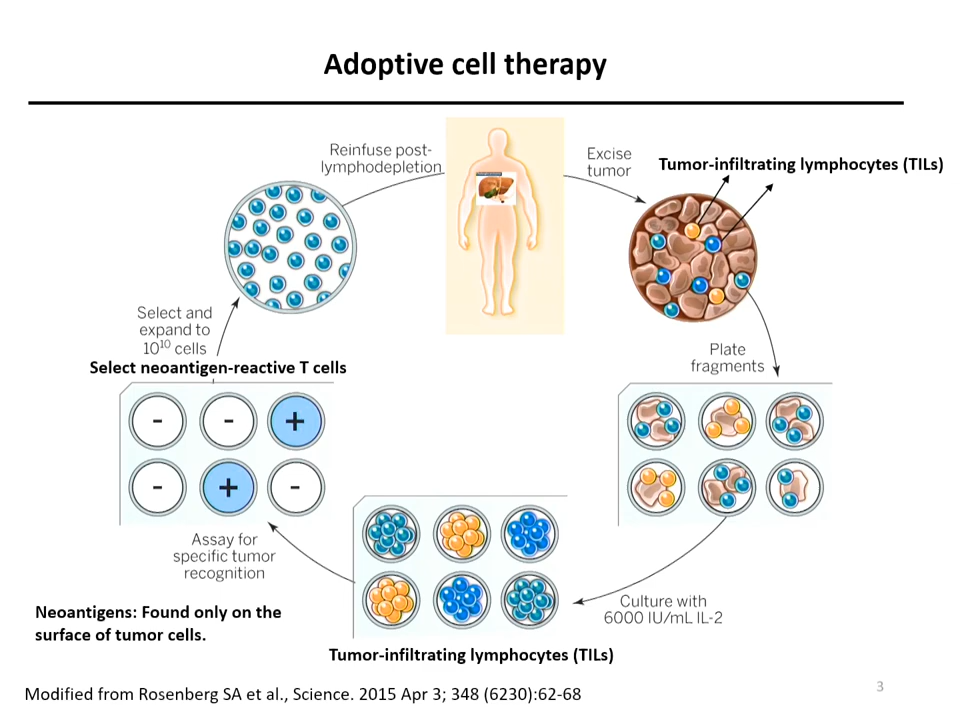 Adoptive cell therapy
Reinfuse post-
lymphodepletion
Excise
tumor
Tumor-infiltrating lymphocytes (TILs)
Select and
expand to
10¹⁰ cells
Select neoantigen-reactive T cells
Plate
fragments
- - +
- + -
Assay for
specific tumor
recognition
Culture with
6000 IU/mL IL-2
Neoantigens: Found only on the
surface of tumor cells.
Tumor-infiltrating lymphocytes (TILs)
Modified from Rosenberg SA et al., Science. 2015 Apr 3; 348 (6230):62-68
3